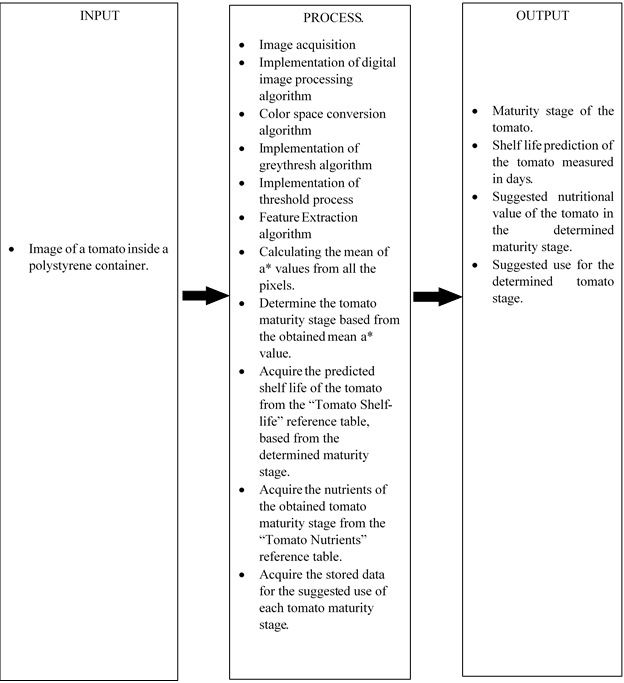 INPUT
• Image of a tomato inside a
polystyrene container.
PROCESS.
• Image acquisition
• Implementation of digital
image processing
algorithm
• Color space conversion
algorithm
• Implementation of
greythresh algorithm
• Implementation of
threshold process
• Feature Extraction
algorithm
• Calculating the mean of
a* values from all the
pixels.
• Determine the tomato
maturity stage based from
the obtained mean a*
value.
• Acquire the predicted
shelf life of the tomato
from the “Tomato Shelf-
life” reference table,
based from the
determined maturity
stage.
• Acquire the nutrients of
the obtained tomato
maturity stage from the
“Tomato Nutrients”
reference table.
• Acquire the stored data
for the suggested use of
each tomato maturity
stage.
OUTPUT
• Maturity stage of the
tomato.
• Shelf life prediction of
the tomato measured
in days.
• Suggested nutritional
value of the tomato in
the determined
maturity stage.
• Suggested use for the
determined tomato
stage.